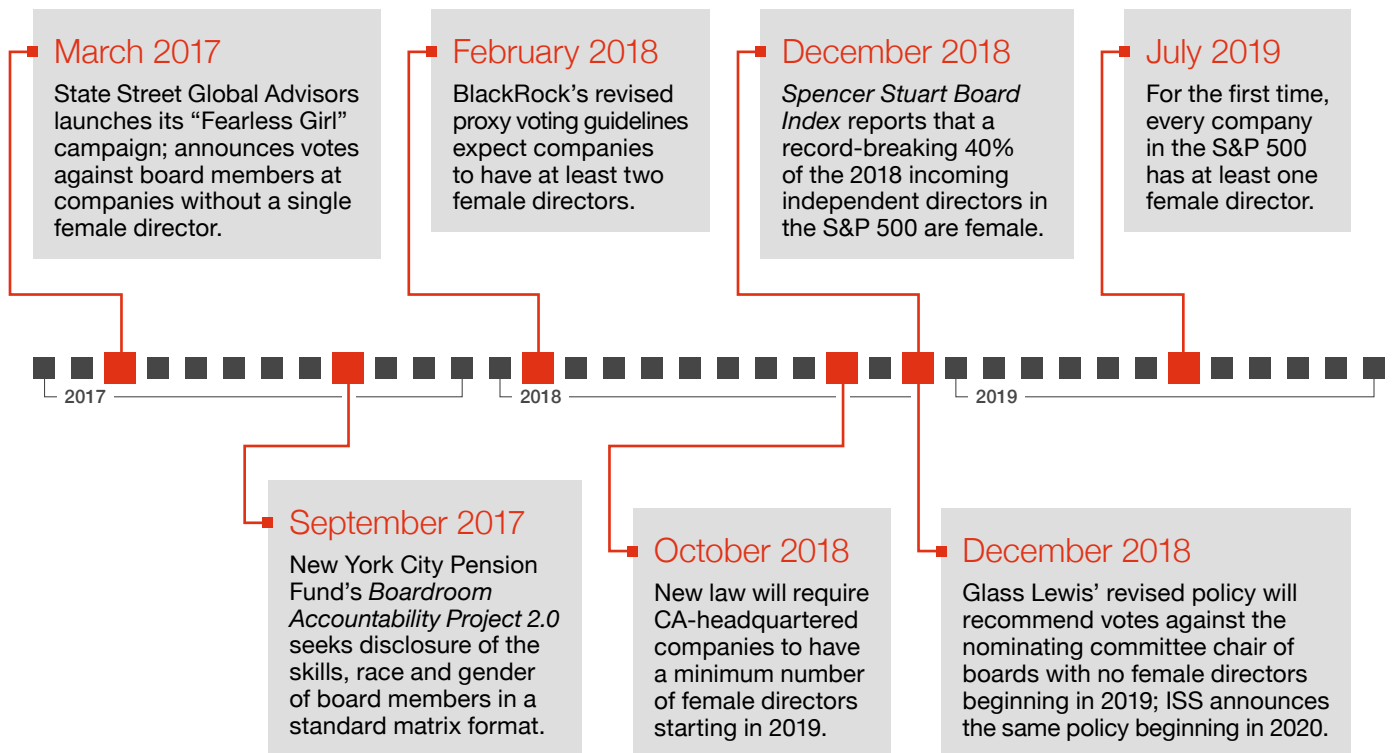 March 2017
State Street Global Advisors
launches its “Fearless Girl”
campaign; announces votes
against board members at
companies without a single
female director.
February 2018
BlackRock’s revised
proxy voting guidelines
expect companies
to have at least two
female directors.
December 2018
Spencer Stuart Board
Index reports that a
record-breaking 40%
of the 2018 incoming
independent directors in
the S&P 500 are female.
July 2019
For the first time,
every company
in the S&P 500
has at least one
female director.
2017
2018
2019
September 2017
New York City Pension
Fund’s Boardroom
Accountability Project 2.0
seeks disclosure of the
skills, race and gender
of board members in a
standard matrix format.
October 2018
New law will require
CA-headquartered
companies to have
a minimum number
of female directors
starting in 2019.
December 2018
Glass Lewis’ revised policy will
recommend votes against the
nominating committee chair of
boards with no female directors
beginning in 2019; ISS announces
the same policy beginning in 2020.